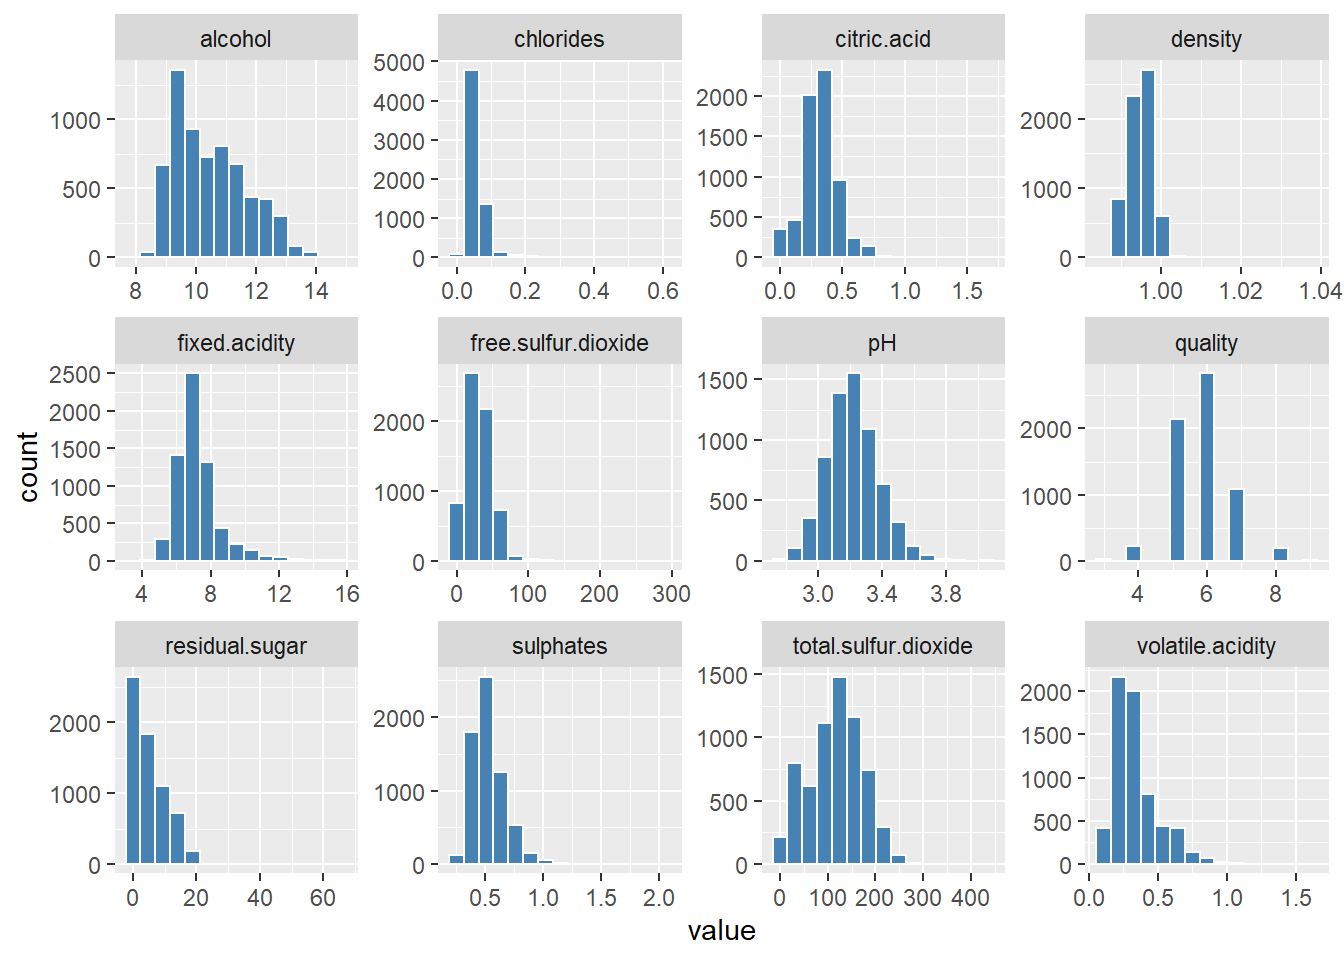 alcohol chlorides citric.acid density
1000
500
0
5000
4000
3000
2000
1000
0
2000
1500
1000
500
0
2000
1000
0
8 10 12 14
0.0 0.2 0.4 0.6
0.0 0.5 1.0 1.5
1.00 1.02 1.04
fixed.acidity free.sulfur.dioxide pH quality
2500
2000
1500
1000
500
0
2000
1000
0
1500
1000
500
0
2000
1000
0
4 8 12 16
0 100 200 300
3.0 3.4 3.8
4 6 8
count
residual.sugar sulphates total.sulfur.dioxide volatile.acidity
2000
1000
0
2000
1000
0
1500
1000
500
0
2000
1500
1000
500
0
0 20 40 60
0.5 1.0 1.5 2.0
0 100 200 300 400
0.0 0.5 1.0 1.5
value